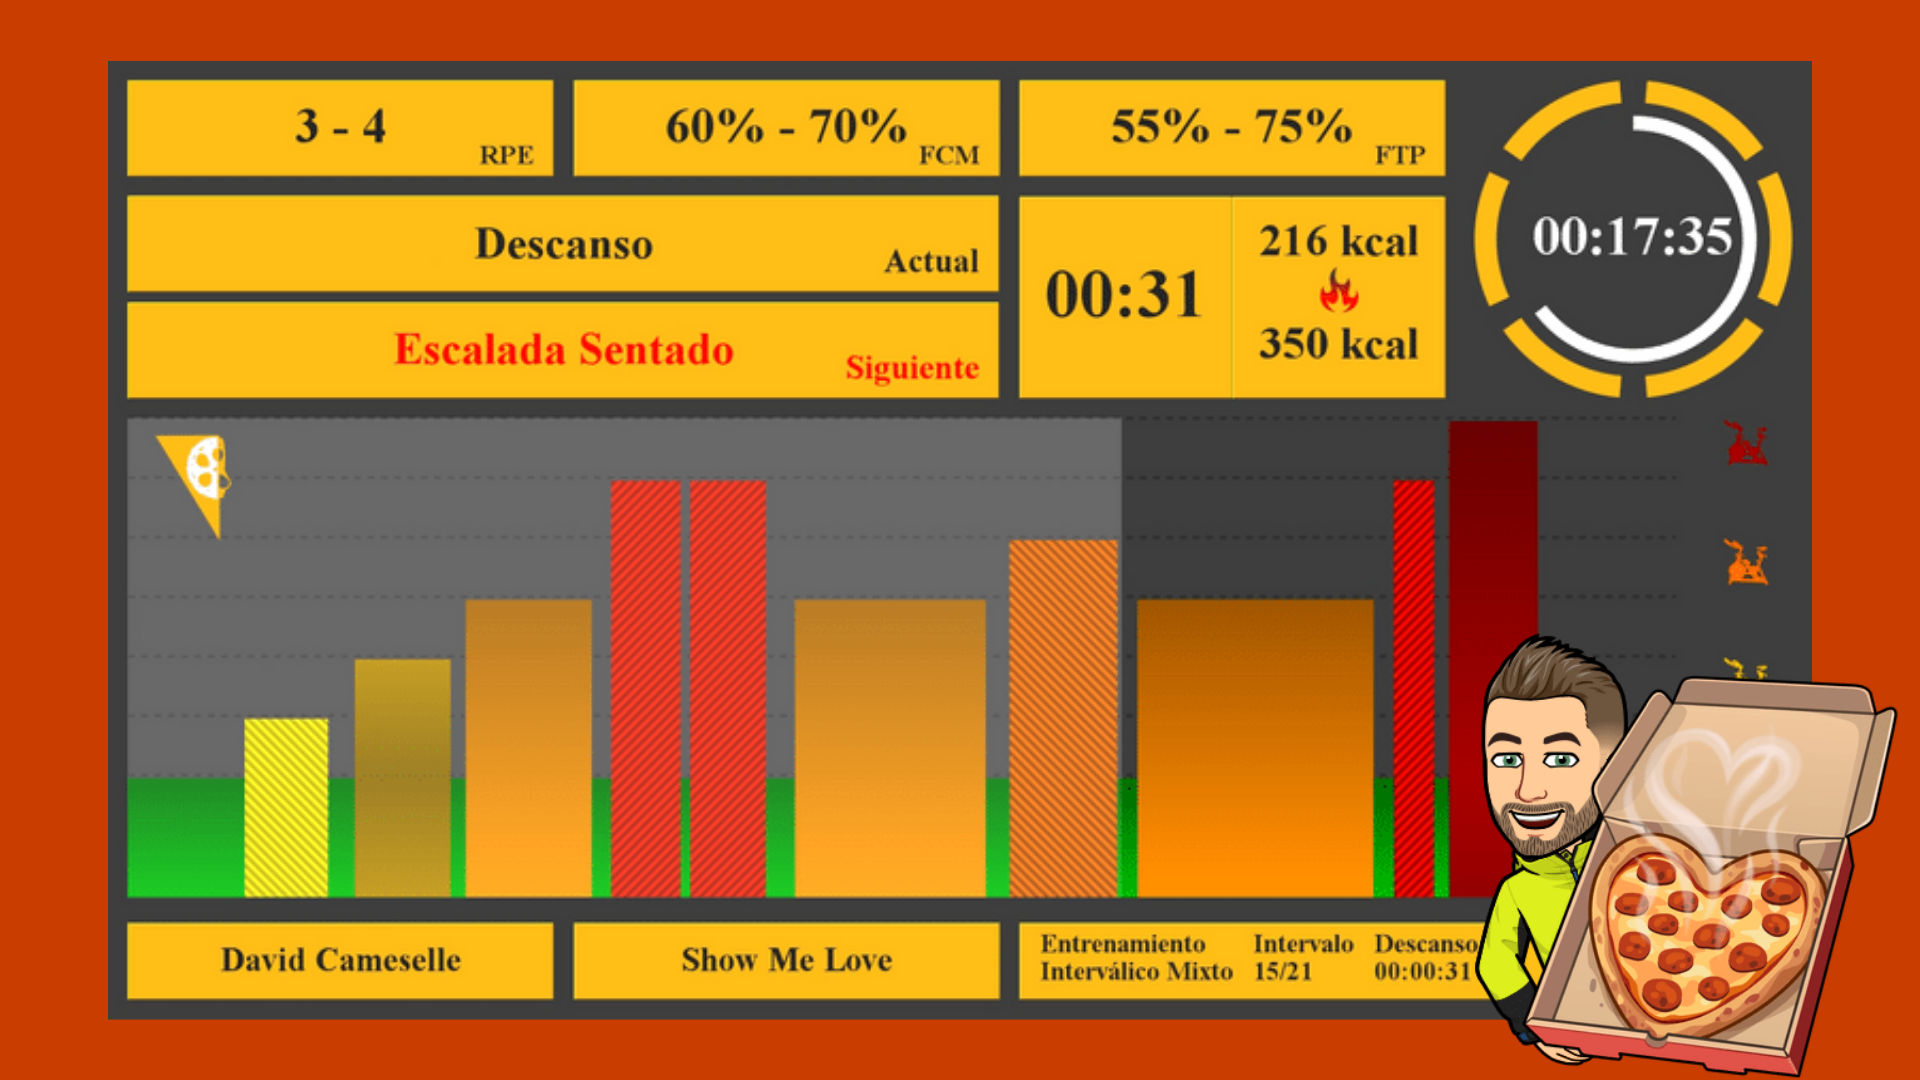 3 - 4
RPE
60% - 70%
FCM
55% - 75%
FTP
00:17:35
Descanso
Actual
Escalada Sentado
Siguiente
00:31
216 kcal
350 kcal
David Cameselle
Show Me Love
Entrenamiento Intervalo Descanso
Interválico Mixto 15/21 00:00:31